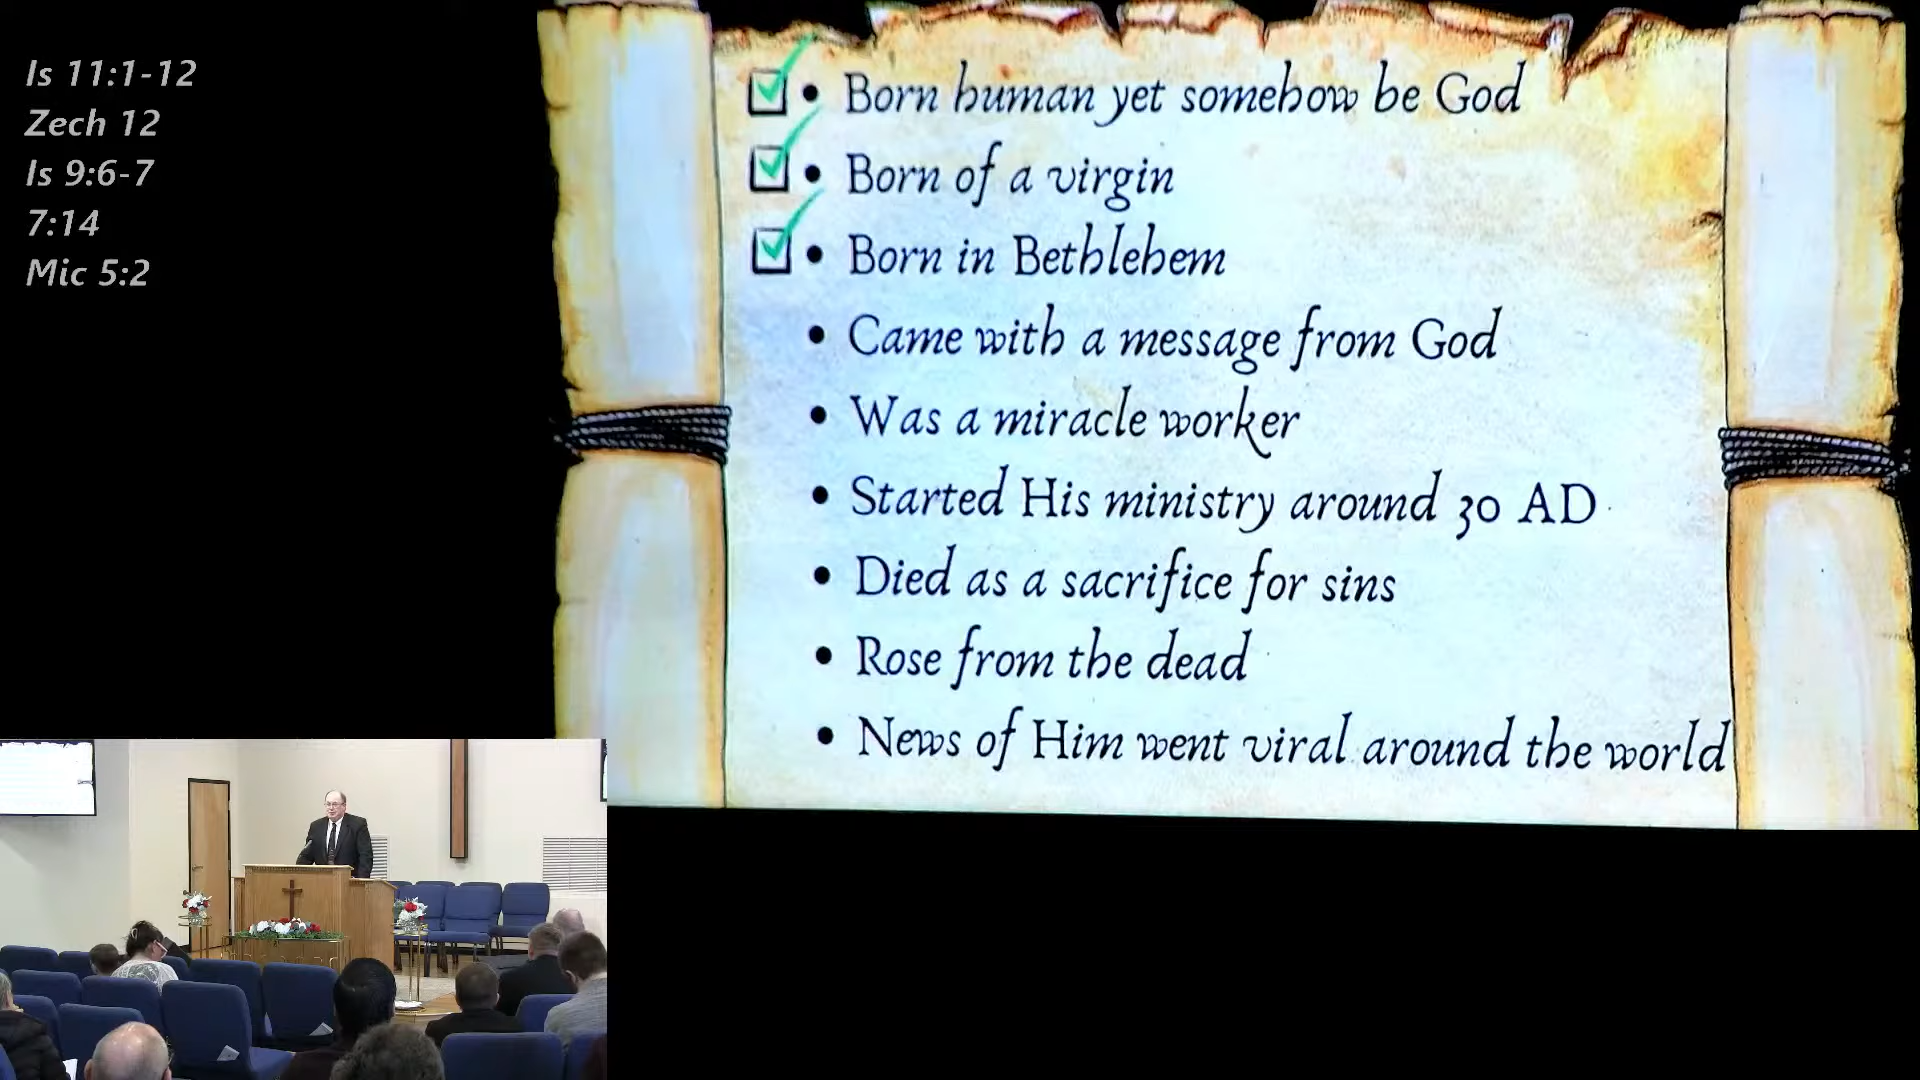 Is 11:1-12
Zech 12
Is 9:6-7
7:14
Mic 5:2
• Born human yet somehow be God
• Born of a virgin
• Born in Bethlehem
• Came with a message from God
• Was a miracle worker
• Started His ministry around 30 AD
• Died as a sacrifice for sins
• Rose from the dead
• News of Him went viral around the world